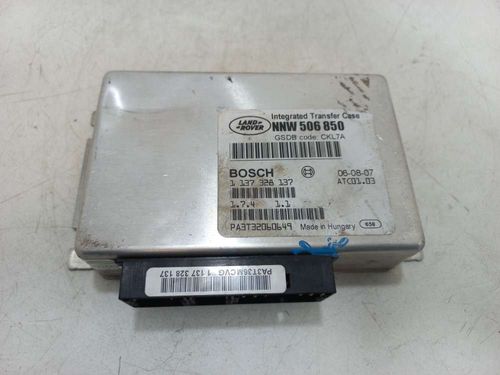 LAND ROVER
Integrated Transfer Case
NNW 506 850
GSDB code: CKL7A
BOSCH
06-08-07
1 137 328 137
ATC01.03
1.7.4 1.1
PA3T32060649
Made in Hungary
658
PA3T36MCVG 1 137 328 137